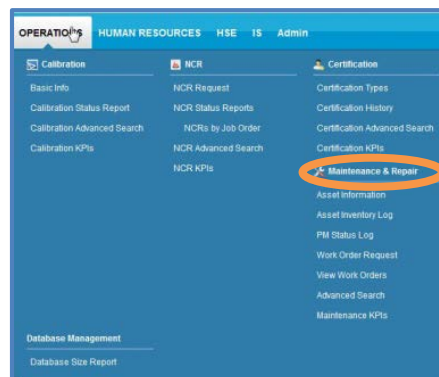 OPERATIONS HUMAN RESOURCES HSE IS Admin
Calibration
Basic Info
Calibration Status Report
Calibration Advanced Search
Calibration KPIs
NCR
NCR Request
NCR Status Reports
NCRs by Job Order
NCR Advanced Search
NCR KPIs
Certification
Certification Types
Certification History
Certification Advanced Search
Certification KPIs
Maintenance & Repair
Asset Information
Asset Inventory Log
PM Status Log
Work Order Request
View Work Orders
Advanced Search
Maintenance KPIs
Database Management
Database Size Report